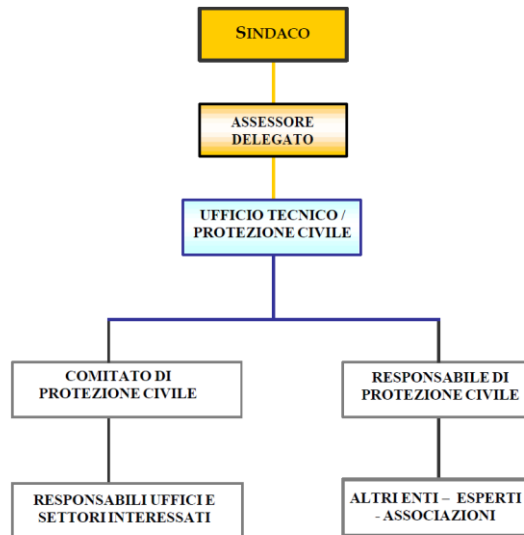 SINDACO
ASSESSORE
DELEGATO
UFFICIO TECNICO /
PROTEZIONE CIVILE
COMITATO DI
PROTEZIONE CIVILE
RESPONSABILE DI
PROTEZIONE CIVILE
RESPONSABILI UFFICI E
SETTORI INTERESSATI
ALTRI ENTI – ESPERTI
- ASSOCIAZIONI